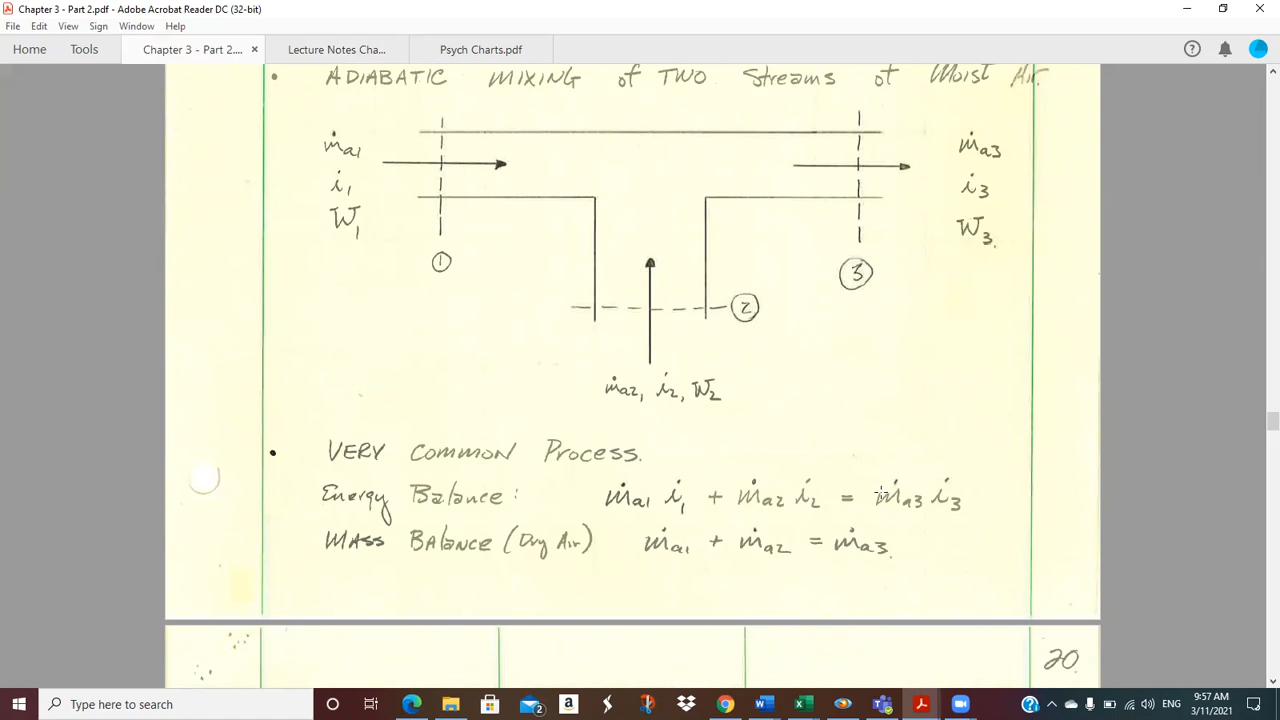 Chapter 3 - Part 2.pdf - Adobe Acrobat Reader DC (32-bit)
File Edit View Sign Window Help
Home Tools Chapter 3 - Part 2.... × Lecture Notes Cha... Psych Charts.pdf
• ADIABATIC MIXING of TWO Streams of Moist Air.
ṁa1
i1
W1
ṁa3
i3
W3.
①
③
②
ṁa2, i2, W2
• VERY COMMON Process.
Energy Balance: ṁa1 i1 + ṁa2 i2 = ṁa3 i3
MASS Balance (Dry Air) ṁa1 + ṁa2 = ṁa3.
20
Type here to search
2
9:57 AM
3/11/2021